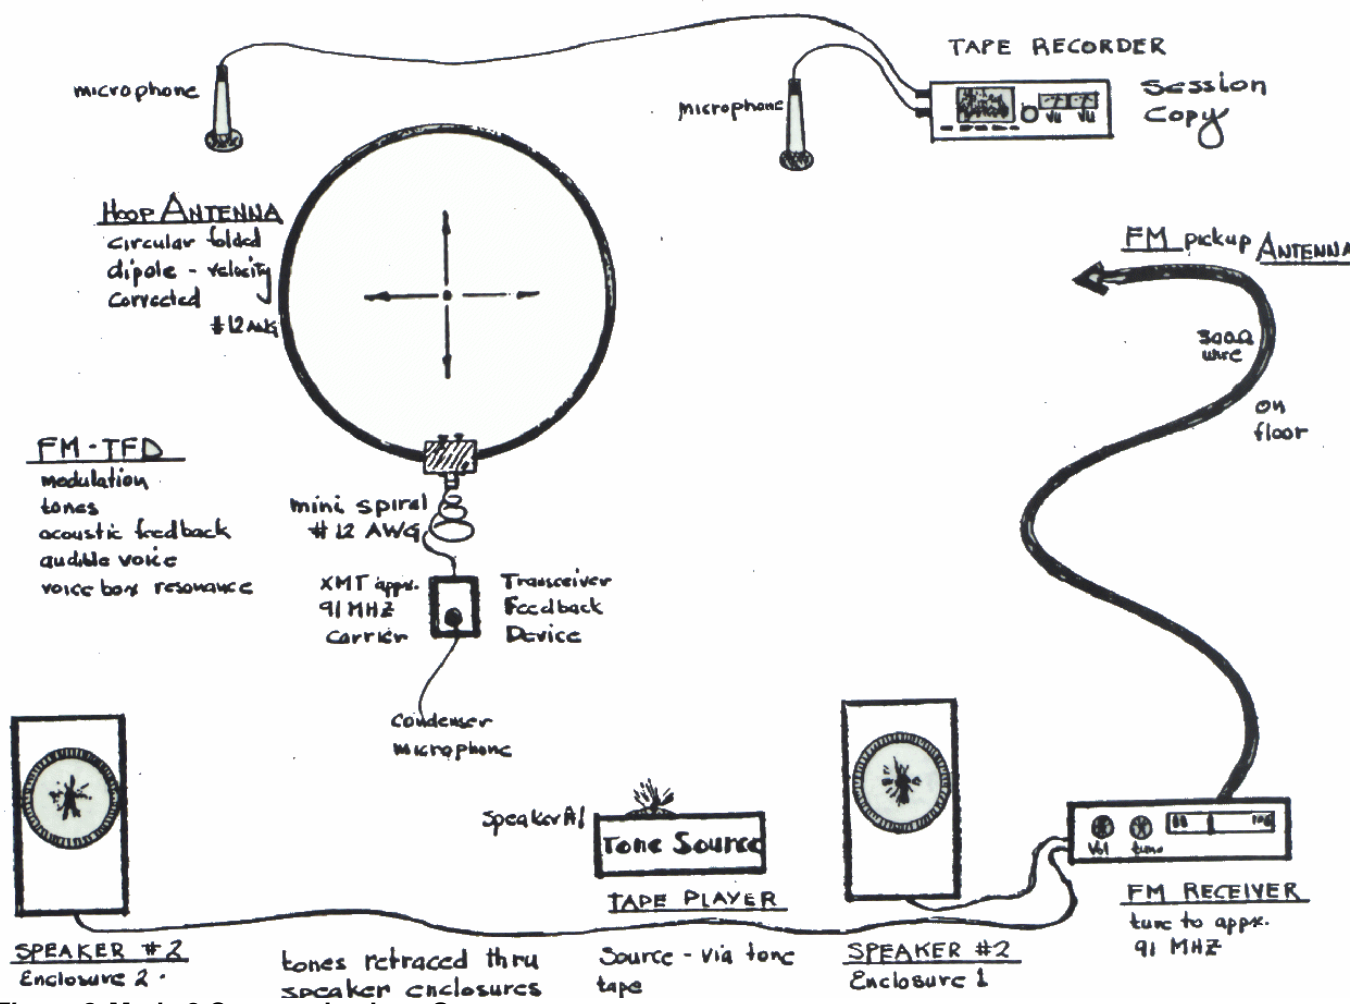 TAPE RECORDER
Session
Copy
VU VU
microphone
microphone
HOOP ANTENNA
circular folded
dipole - velocity
corrected
#12 AWG
FM pickup ANTENNA
300Ω
wire
on
floor
FM-TFD
modulation
tones
acoustic feedback
audible voice
voice box resonance
mini spiral
#12 AWG
XMT appx.
91 MHZ
carrier
Transceiver
Feedback
Device
Condenser
microphone
Speaker #1
Tone Source
TAPE PLAYER
Source - via tone
tape
88 108
Vol tune
FM RECEIVER
tune to appx.
91 MHZ
SPEAKER #2
Enclosure 2
tones retraced thru
speaker enclosures
SPEAKER #2
Enclosure 1